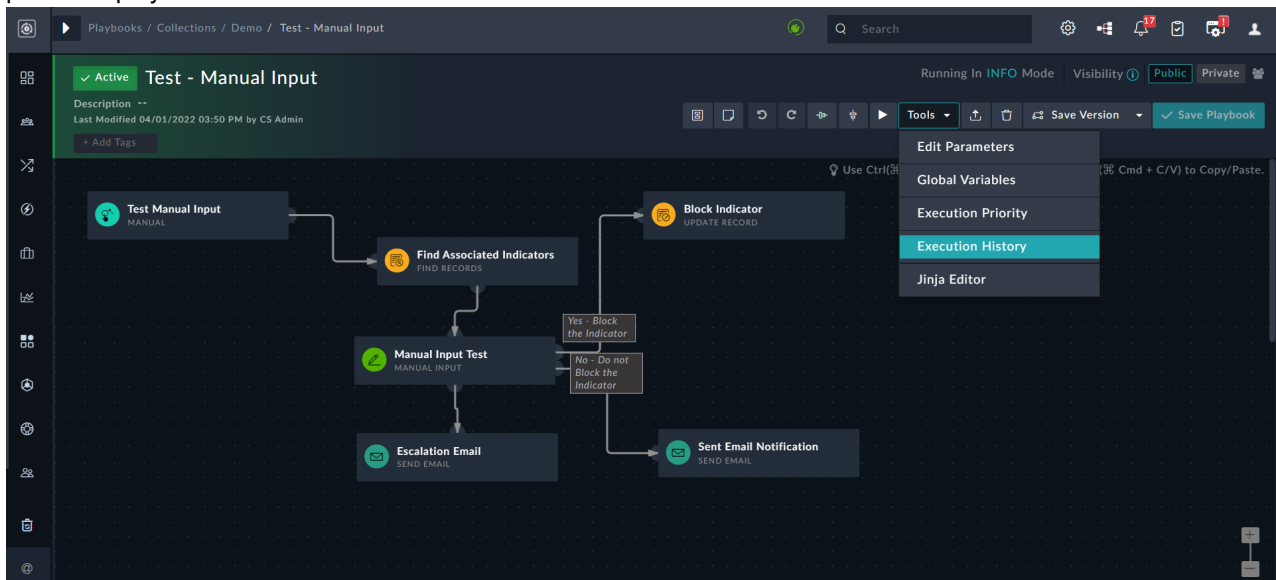 Playbooks / Collections / Demo / Test - Manual Input
Search
17
!
Active Test - Manual Input
Running In INFO Mode Visibility Public Private
Description --
Last Modified 04/01/2022 03:50 PM by CS Admin
+ Add Tags
Tools
Save Version
Save Playbook
Edit Parameters
Global Variables
Execution Priority
Execution History
Jinja Editor
Use Ctrl(⌘
(⌘ Cmd + C/V) to Copy/Paste.
Test Manual Input
MANUAL
Block Indicator
UPDATE RECORD
Find Associated Indicators
FIND RECORDS
Yes - Block
the Indicator
Manual Input Test
MANUAL INPUT
No - Do not
Block the
Indicator
Escalation Email
SEND EMAIL
Sent Email Notification
SEND EMAIL
@